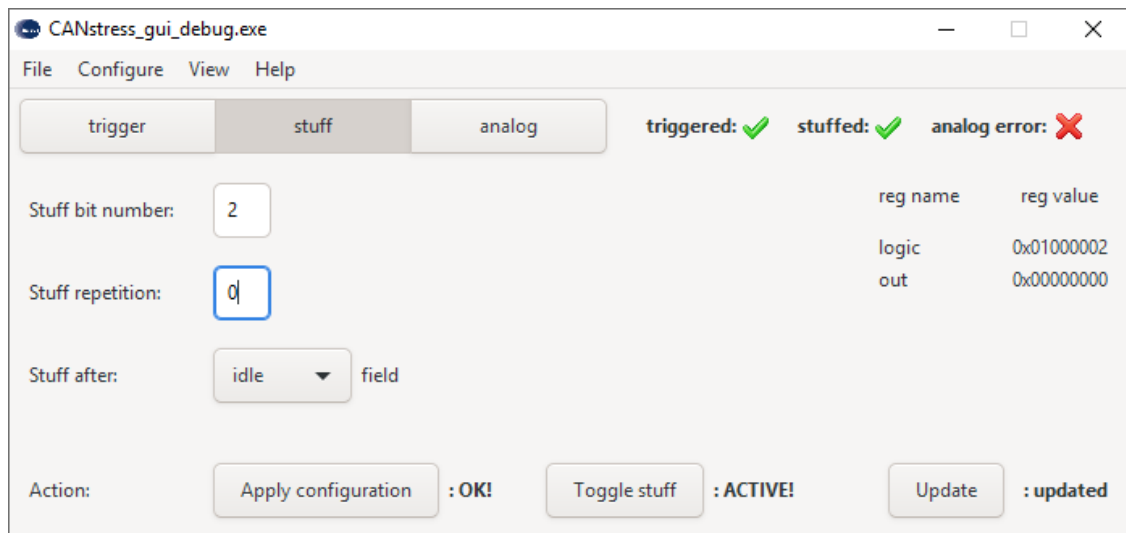 CANstress_gui_debug.exe
File Configure View Help
trigger stuff analog triggered: stuffed: analog error:
Stuff bit number: 2 reg name reg value
logic 0x01000002
Stuff repetition: 0 out 0x00000000
Stuff after: idle field
Action: Apply configuration : OK! Toggle stuff : ACTIVE! Update : updated